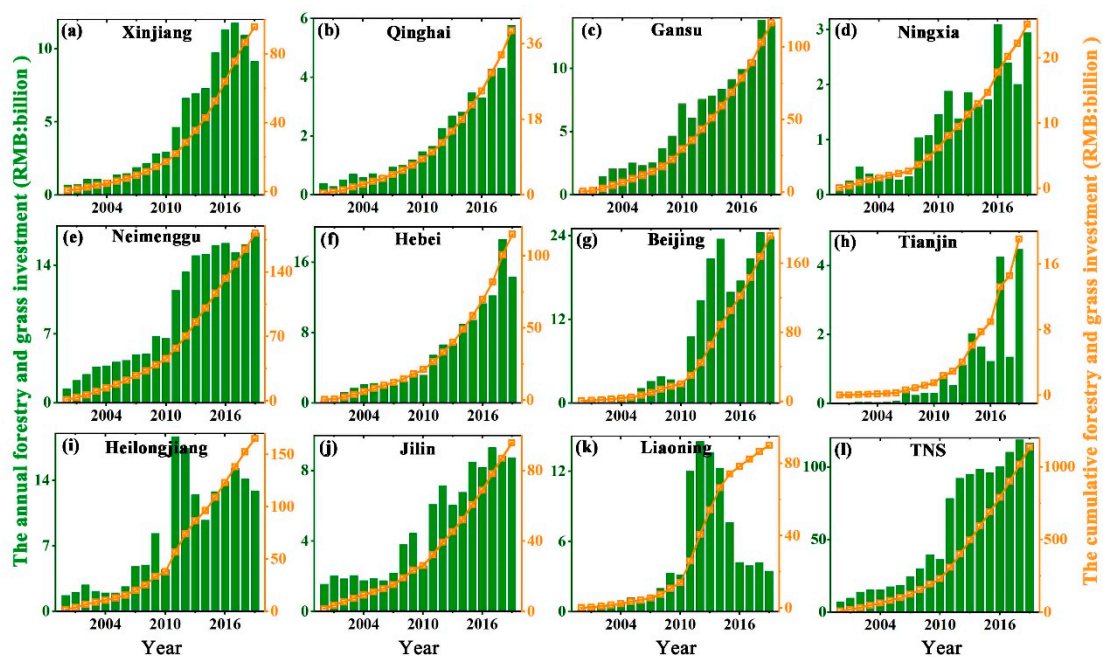 The annual forestry and grass investment (RMB:billion)
(a) Xinjiang
10
5
0
80
40
0
2004 2010 2016
(b) Qinghai
6
4
2
0
36
18
0
2004 2010 2016
(c) Gansu
10
5
0
100
50
0
2004 2010 2016
(d) Ningxia
3
2
1
0
20
10
0
2004 2010 2016
(e) Neimenggu
14
7
0
140
70
0
2004 2010 2016
(f) Hebei
16
8
0
100
50
0
2004 2010 2016
(g) Beijing
24
16
8
0
160
80
0
2004 2010 2016
(h) Tianjin
4
2
0
16
8
0
2004 2010 2016
(i) Heilongjiang
14
7
0
150
100
50
0
2004 2010 2016
Year
(j) Jilin
8
6
4
2
0
80
40
0
2004 2010 2016
Year
(k) Liaoning
12
6
0
80
40
0
2004 2010 2016
Year
(l) TNS
100
50
0
1000
500
0
2004 2010 2016
Year
The cumulative forestry and grass investment (RMB:billion)